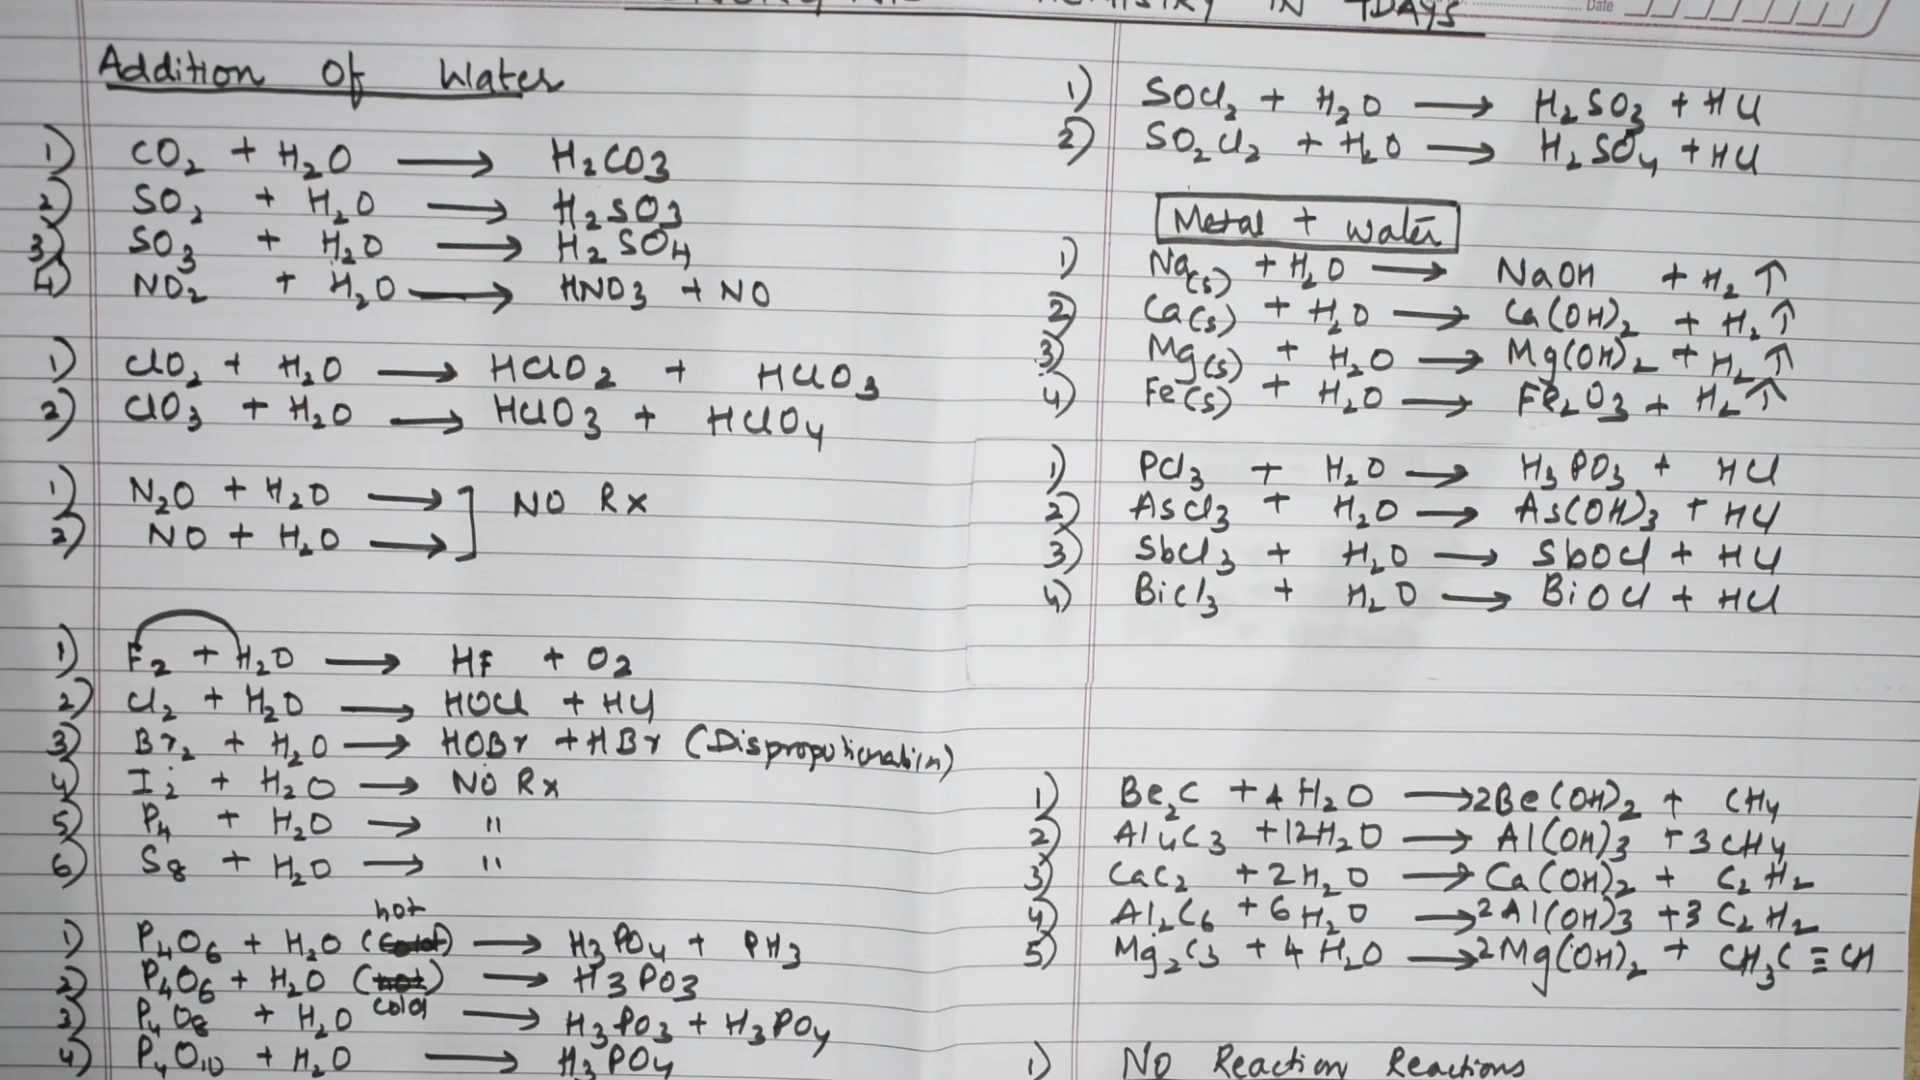 IN 7DAYS
Date
Addition Of Water
1) CO2 + H2O ⟶ H2CO3
2) SO2 + H2O ⟶ H2SO3
3) SO3 + H2O ⟶ H2SO4
4) NO2 + H2O ⟶ HNO3 + NO
1) ClO2 + H2O ⟶ HClO2 + HClO3
2) ClO3 + H2O ⟶ HClO3 + HClO4
1) N2O + H2O ⟶ ] NO Rx
2) NO + H2O ⟶
1) F2 + H2O ⟶ HF + O2
2) Cl2 + H2O ⟶ HOCl + HCl
3) Br2 + H2O ⟶ HOBr + HBr (Disproportionation)
4) I2 + H2O ⟶ NO Rx
5) P4 + H2O ⟶ "
6) S8 + H2O ⟶ "
hot
1) P4O6 + H2O (cold) ⟶ H3PO4 + PH3
2) P4O6 + H2O (hot) ⟶ H3PO3
cold
3) P4O8 + H2O ⟶ H3PO3 + H3PO4
4) P4O10 + H2O ⟶ H3PO4
1) SOCl2 + H2O ⟶ H2SO3 + HCl
2) SO2Cl2 + H2O ⟶ H2SO4 + HCl
Metal + water
1) Na(s) + H2O ⟶ NaOH + H2 ↑
2) Ca(s) + H2O ⟶ Ca(OH)2 + H2 ↑
3) Mg(s) + H2O ⟶ Mg(OH)2 + H2 ↑
4) Fe(s) + H2O ⟶ Fe2O3 + H2 ↑
1) PCl3 + H2O ⟶ H3PO3 + HCl
2) AsCl3 + H2O ⟶ As(OH)3 + HCl
3) SbCl3 + H2O ⟶ SbOCl + HCl
4) BiCl3 + H2O ⟶ BiOCl + HCl
1) Be2C + 4 H2O ⟶ 2Be(OH)2 + CH4
2) Al4C3 + 12H2O ⟶ Al(OH)3 + 3CH4
3) CaC2 + 2H2O ⟶ Ca(OH)2 + C2H2
4) Al2C6 + 6H2O ⟶ 2Al(OH)3 + 3C2H2
5) Mg2C3 + 4H2O ⟶ 2Mg(OH)2 + CH3C≡CH
1) No Reaction Reactions